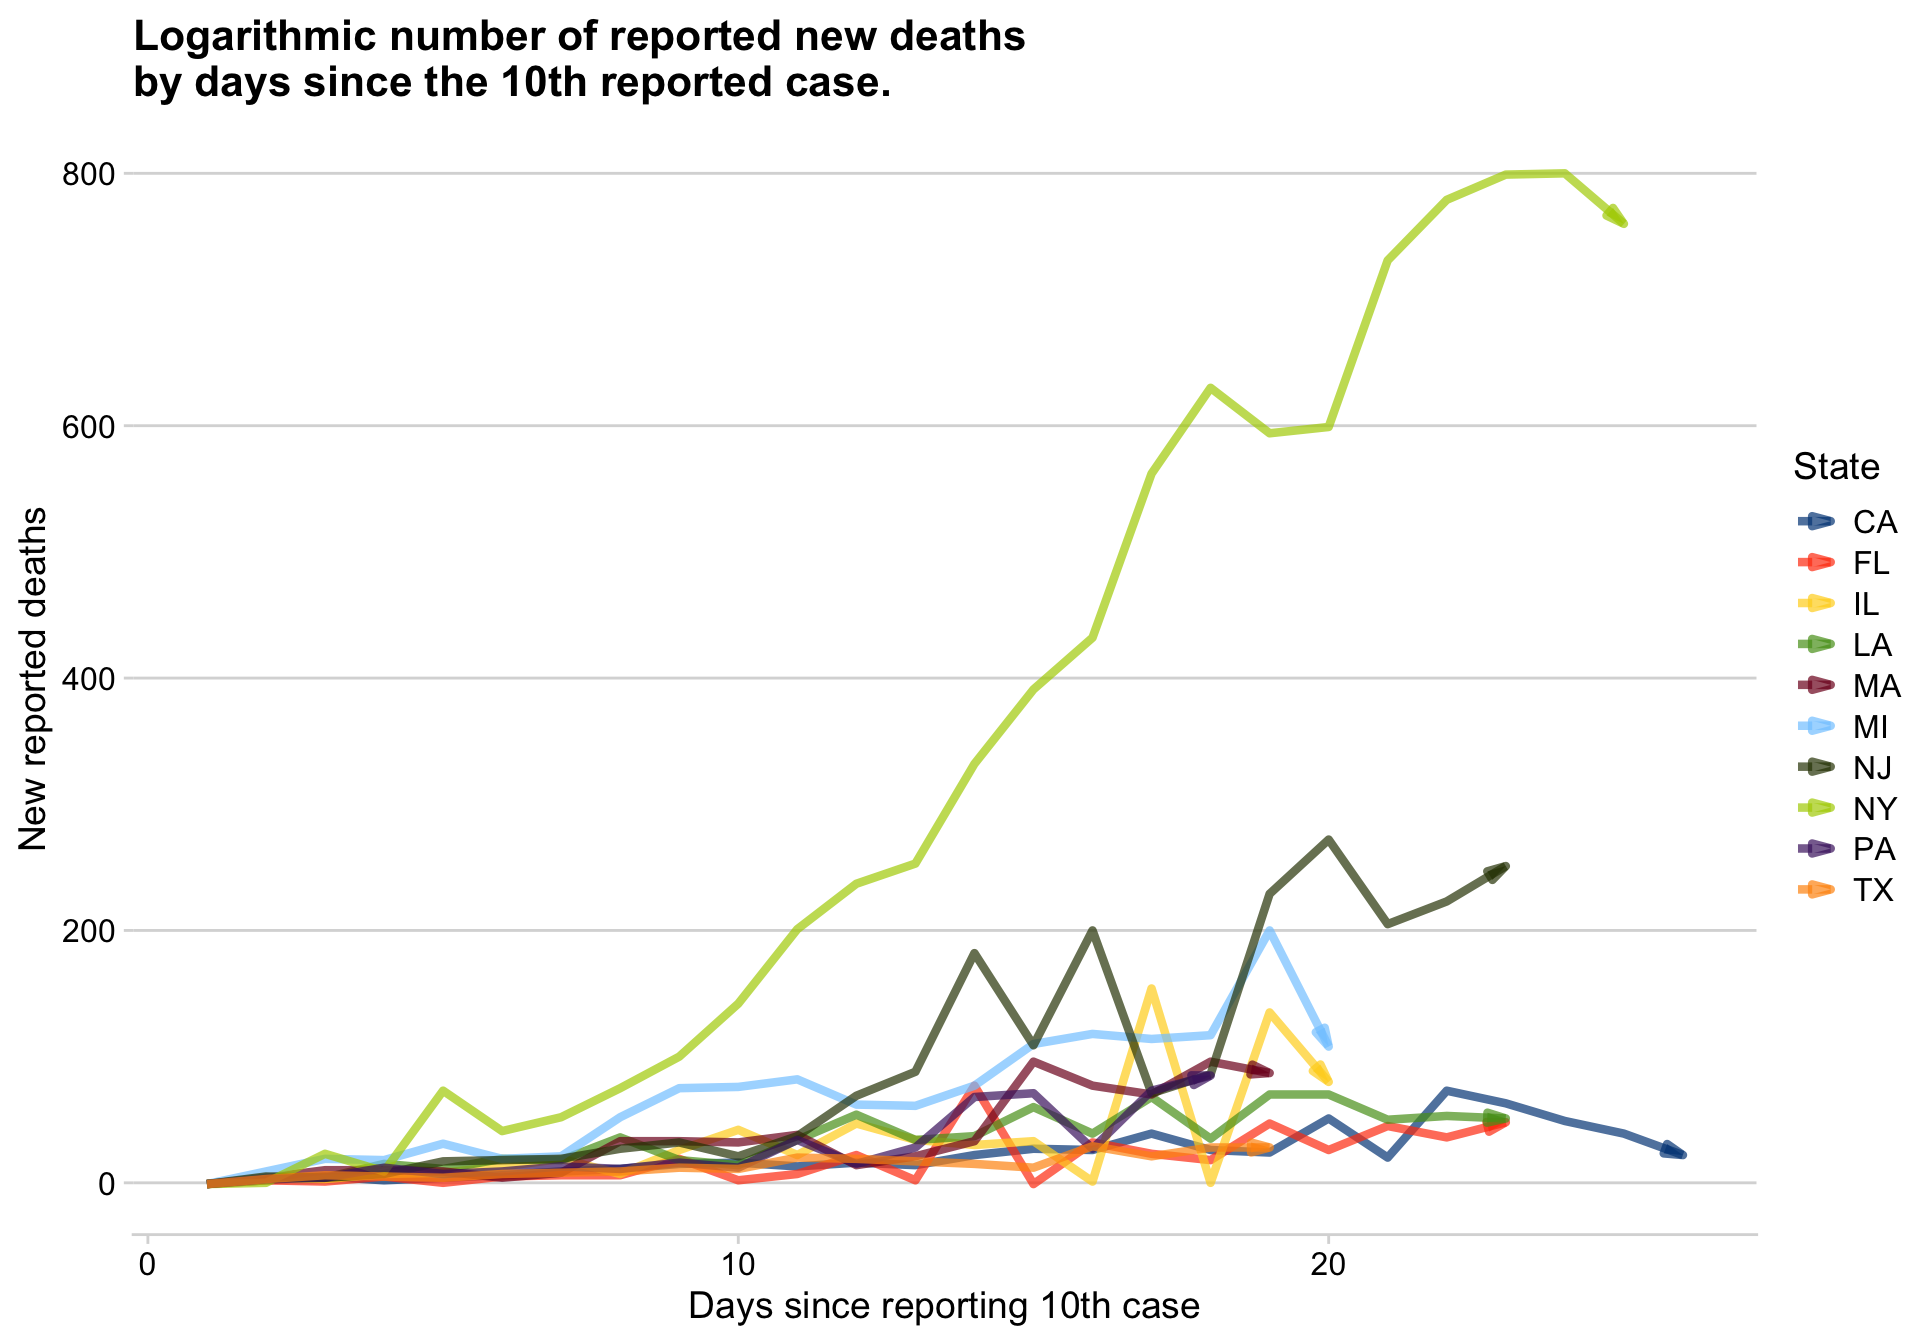 Logarithmic number of reported new deaths
by days since the 10th reported case.
800
600
400
200
0
New reported deaths
0 10 20
Days since reporting 10th case
State
CA
FL
IL
LA
MA
MI
NJ
NY
PA
TX